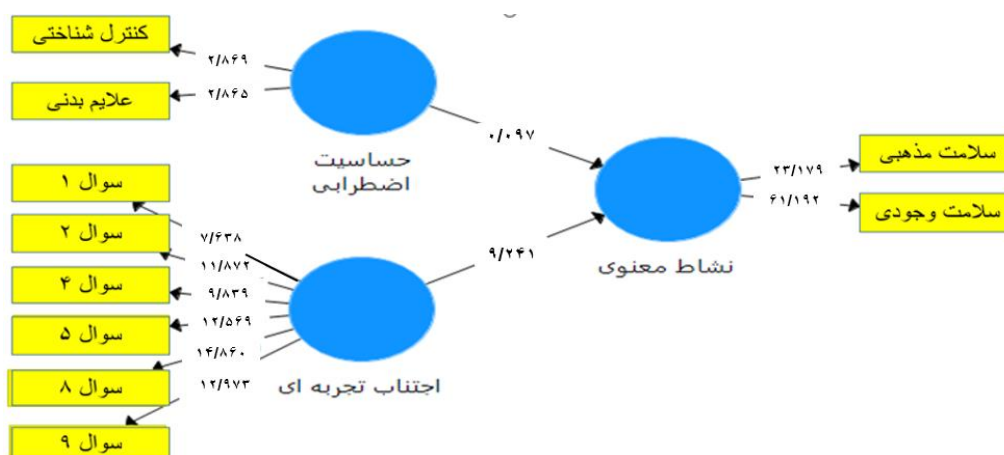 کنترل شناختی
علایم بدنی
۲/۸۶۹
۲/۸۶۵
حساسیت
اضطرابی
۰/۰۹۷
سوال ۱
سوال ۲
سوال ۴
سوال ۵
سوال ۸
سوال ۹
۷/۶۳۸
۱۱/۸۷۲
۹/۸۳۹
۱۲/۵۶۹
۱۴/۸۶۰
۱۲/۹۷۳
اجتناب تجربه ای
۹/۲۴۱
نشاط معنوی
۲۳/۱۷۹
۶۱/۱۹۲
سلامت مذهبی
سلامت وجودی